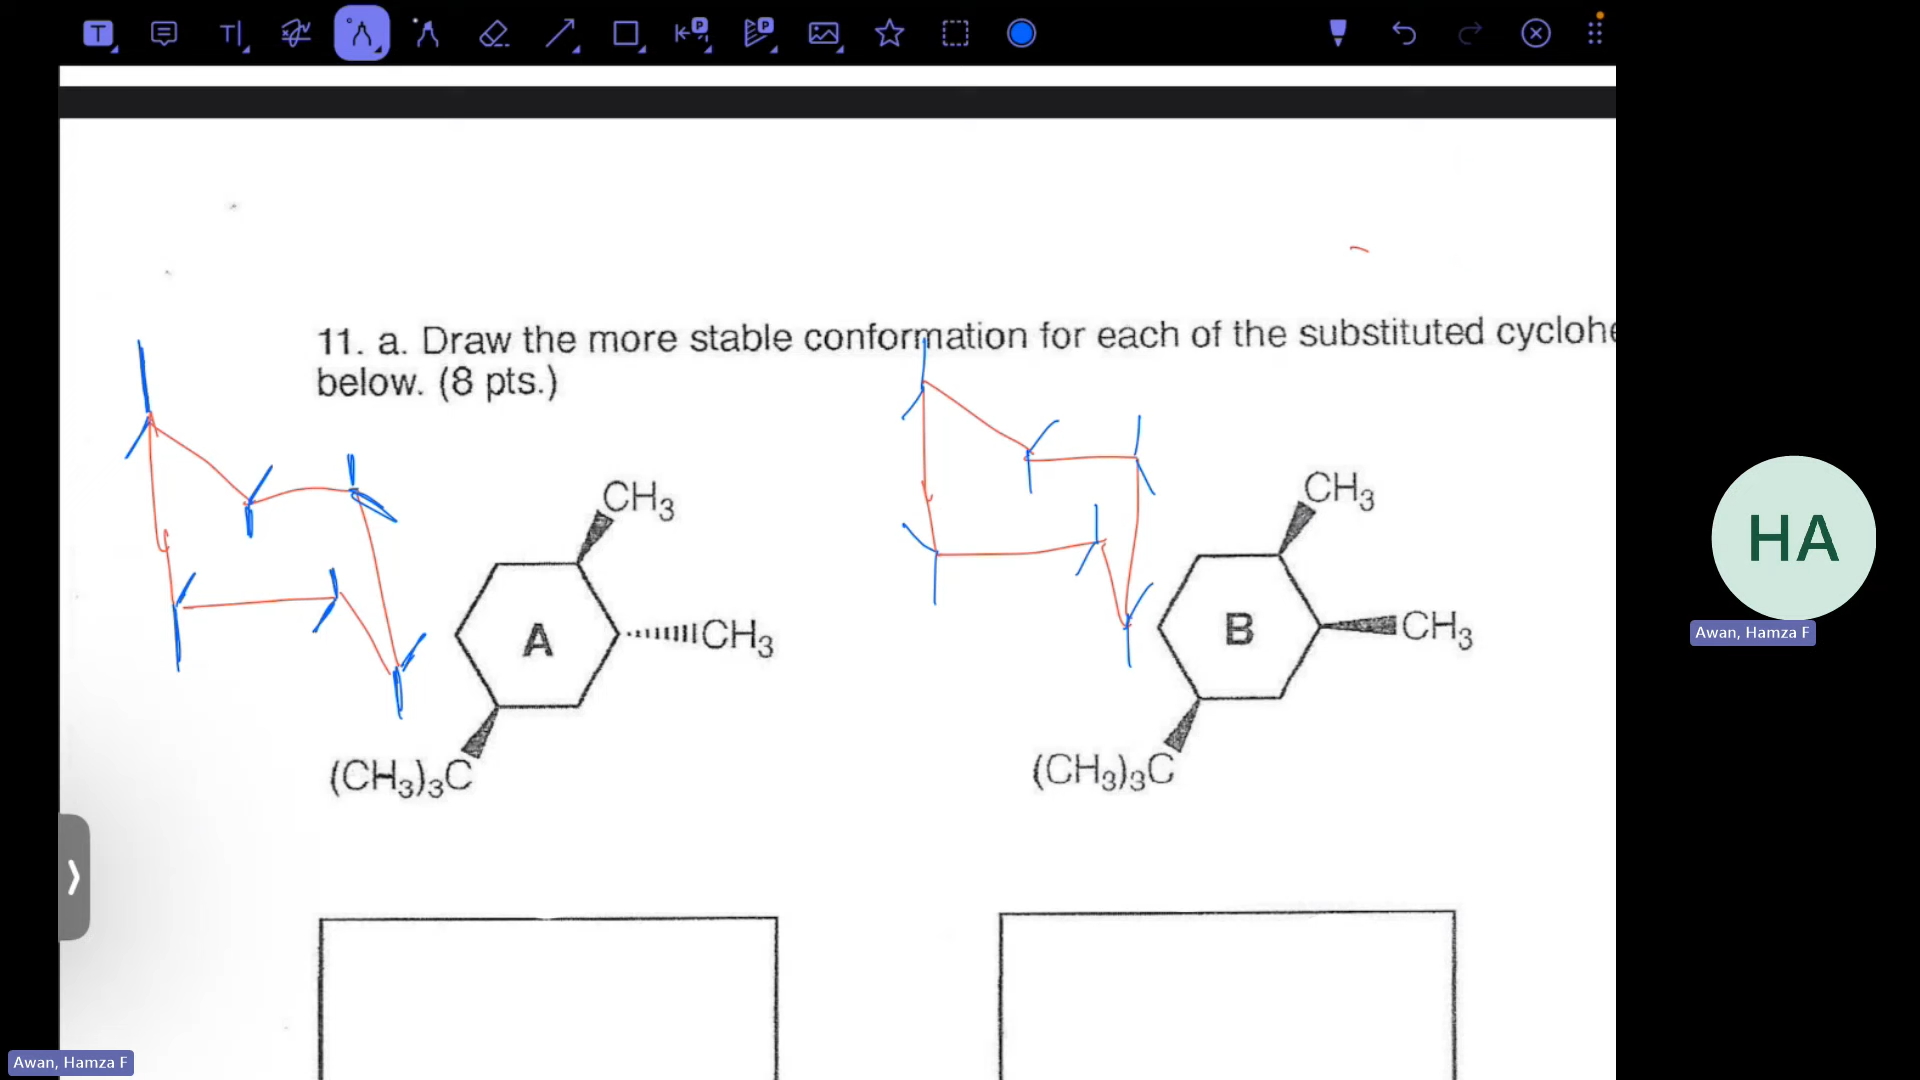 11. a. Draw the more stable conformation for each of the substituted cyclohe
below. (8 pts.)
CH3
CH3
A
(CH3)3C
CH3
CH3
B
(CH3)3C
HA
Awan, Hamza F
Awan, Hamza F